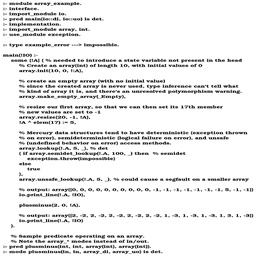 :- module array_example.
:- interface.
:- import_module io.
:- pred main(io::di, io::uo) is det.
:- implementation.
:- import_module array, int.
:- use_module exception.

:- type example_error ---> impossible.

main(!IO) :-
some [!A] ( % needed to introduce a state variable not present in the head
% Create an array(int) of length 10, with initial values of 0
array.init(10, 0, !:A),

% create an empty array (with no initial value)
% since the created array is never used, type inference can't tell what
% kind of array it is, and there's an unresolved polymorphism warning.
array.make_empty_array(_Empty),

% resize our first array, so that we can then set its 17th member
% new values are set to -1
array.resize(20, -1, !A),
!A ^ elem(17) := 5,

% Mercury data structures tend to have deterministic (exception thrown
% on error), semideterministic (logical failure on error), and unsafe
% (undefined behavior on error) access methods.
array.lookup(!.A, 5, _), % det
( if array.semidet_lookup(!.A, 100, _) then % semidet
exception.throw(impossible)
else
true
),
array.unsafe_lookup(!.A, 5, _), % could cause a segfault on a smaller array

% output: array([0, 0, 0, 0, 0, 0, 0, 0, 0, 0, -1, -1, -1, -1, -1, -1, -1, 5, -1, -1])
io.print_line(!.A, !IO),

plusminus(2, 0, !A),

% output: array([2, -2, 2, -2, 2, -2, 2, -2, 2, -2, 1, -3, 1, -3, 1, -3, 1, 3, 1, -3])
io.print_line(!.A, !IO)
).

% Sample predicate operating on an array.
% Note the array_* modes instead of in/out.
:- pred plusminus(int, int, array(int), array(int)).
:- mode plusminus(in, in, array_di, array_uo) is det.